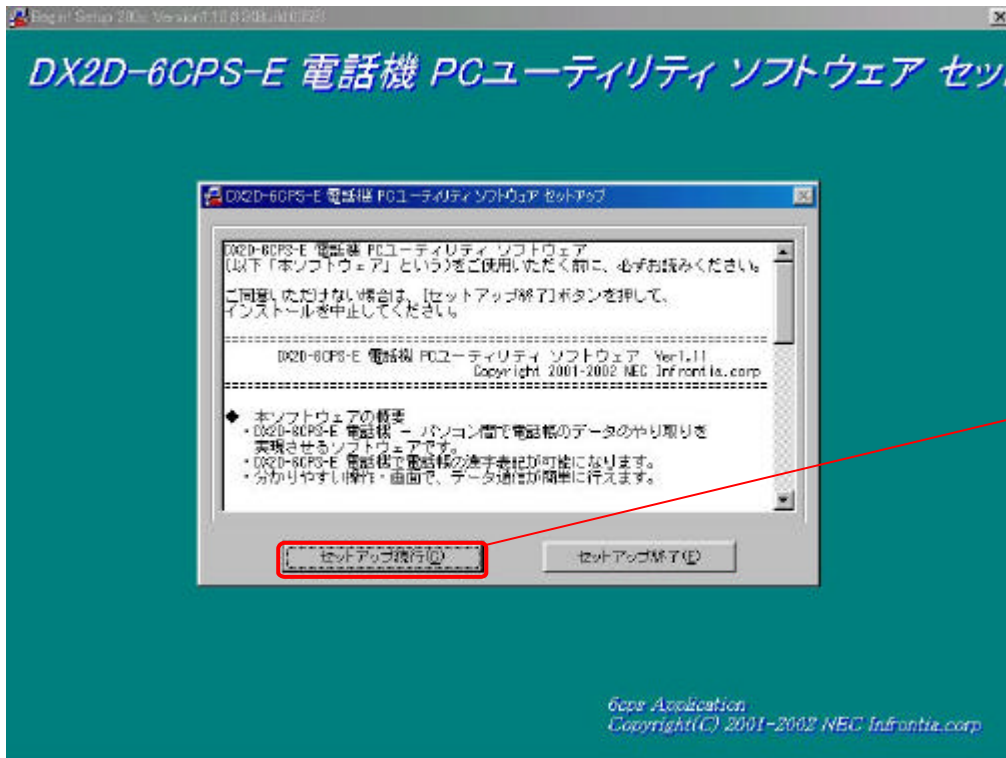 DX2D-6CPS-E 電話機 PCユーティリティ ソフトウェア セッ
DX2D-6CPS-E 電話機 PCユーティリティ ソフトウェア セットアップ
DX2D-6CPS-E 電話機 PCユーティリティ ソフトウェア
(以下「本ソフトウェア」という)をご使用いただく前に、必ずお読みください。
ご同意いただけない場合は、[セットアップ終了]ボタンを押して、
インストールを中止してください。
DX2D-6CPS-E 電話機 PCユーティリティ ソフトウェア Ver1.11
Copyright 2001-2002 NEC Infrontia.corp
◆ 本ソフトウェアの概要
・DX2D-6CPS-E 電話機 － パソコン間で電話帳のデータのやり取りを
実現させるソフトウェアです。
・DX2D-6CPS-E 電話機で電話帳の漢字表記が可能になります。
・分かりやすい操作・画面で、データ通信が簡単に行えます。
セットアップ続行(C)
セットアップ終了(E)
6cps Application
Copyright(C) 2001-2002 NEC Infrontia.corp